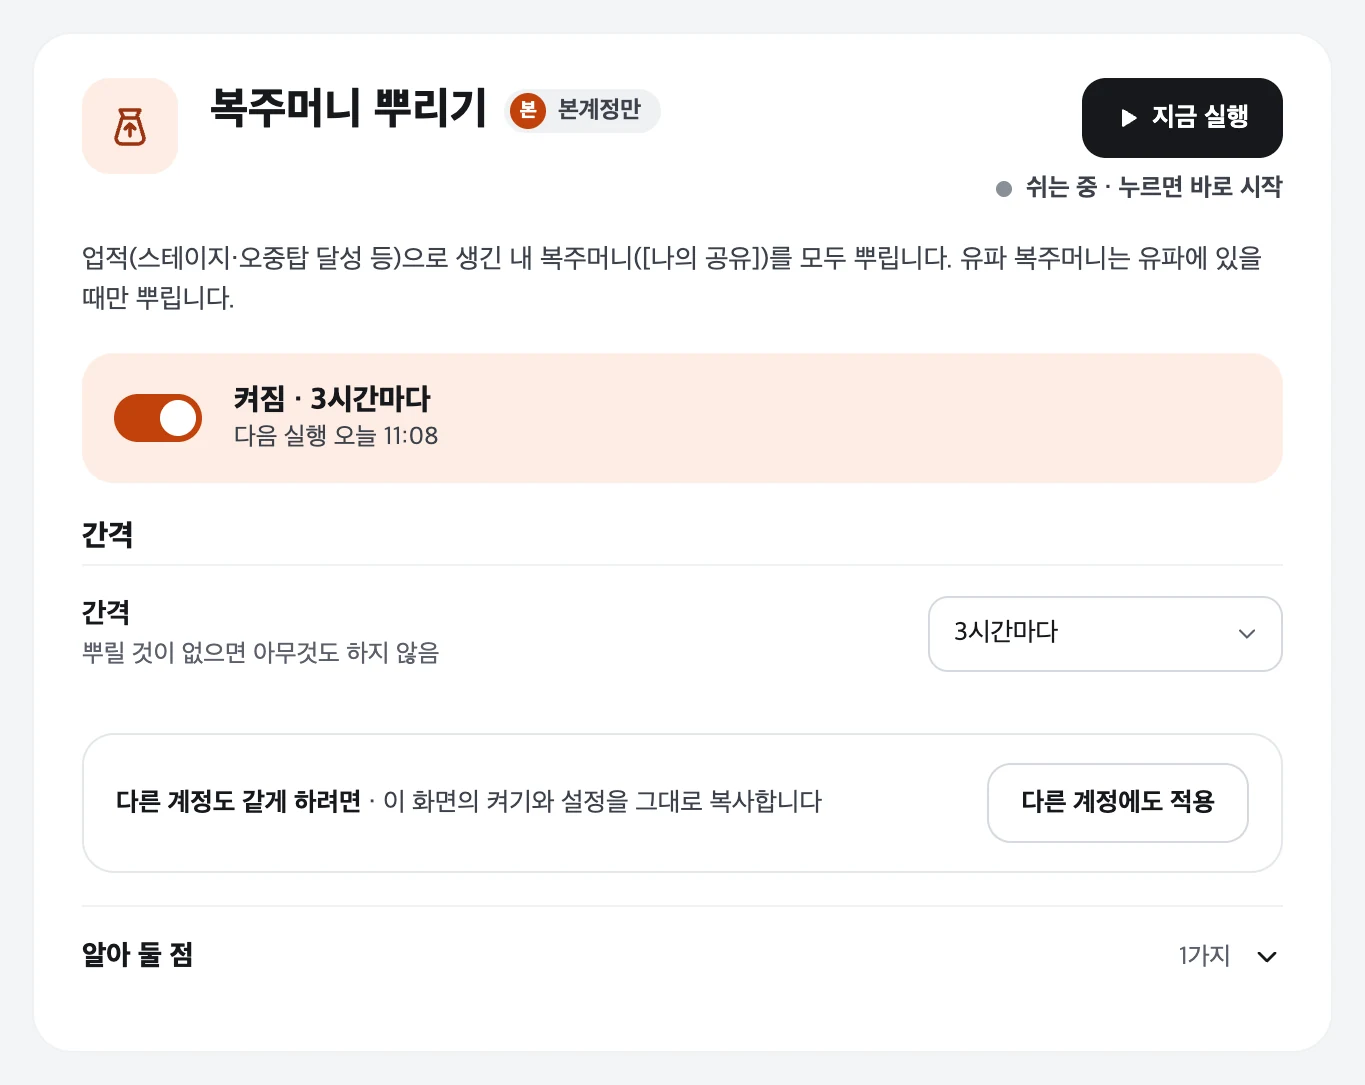 복주머니 뿌리기
본 본계정만
▶ 지금 실행
쉬는 중 · 누르면 바로 시작
업적(스테이지·오중탑 달성 등)으로 생긴 내 복주머니([나의 공유])를 모두 뿌립니다. 유파 복주머니는 유파에 있을
때만 뿌립니다.
켜짐 · 3시간마다
다음 실행 오늘 11:08
간격
간격
뿌릴 것이 없으면 아무것도 하지 않음
3시간마다
다른 계정도 같게 하려면 · 이 화면의 켜기와 설정을 그대로 복사합니다
다른 계정에도 적용
알아 둘 점
1가지